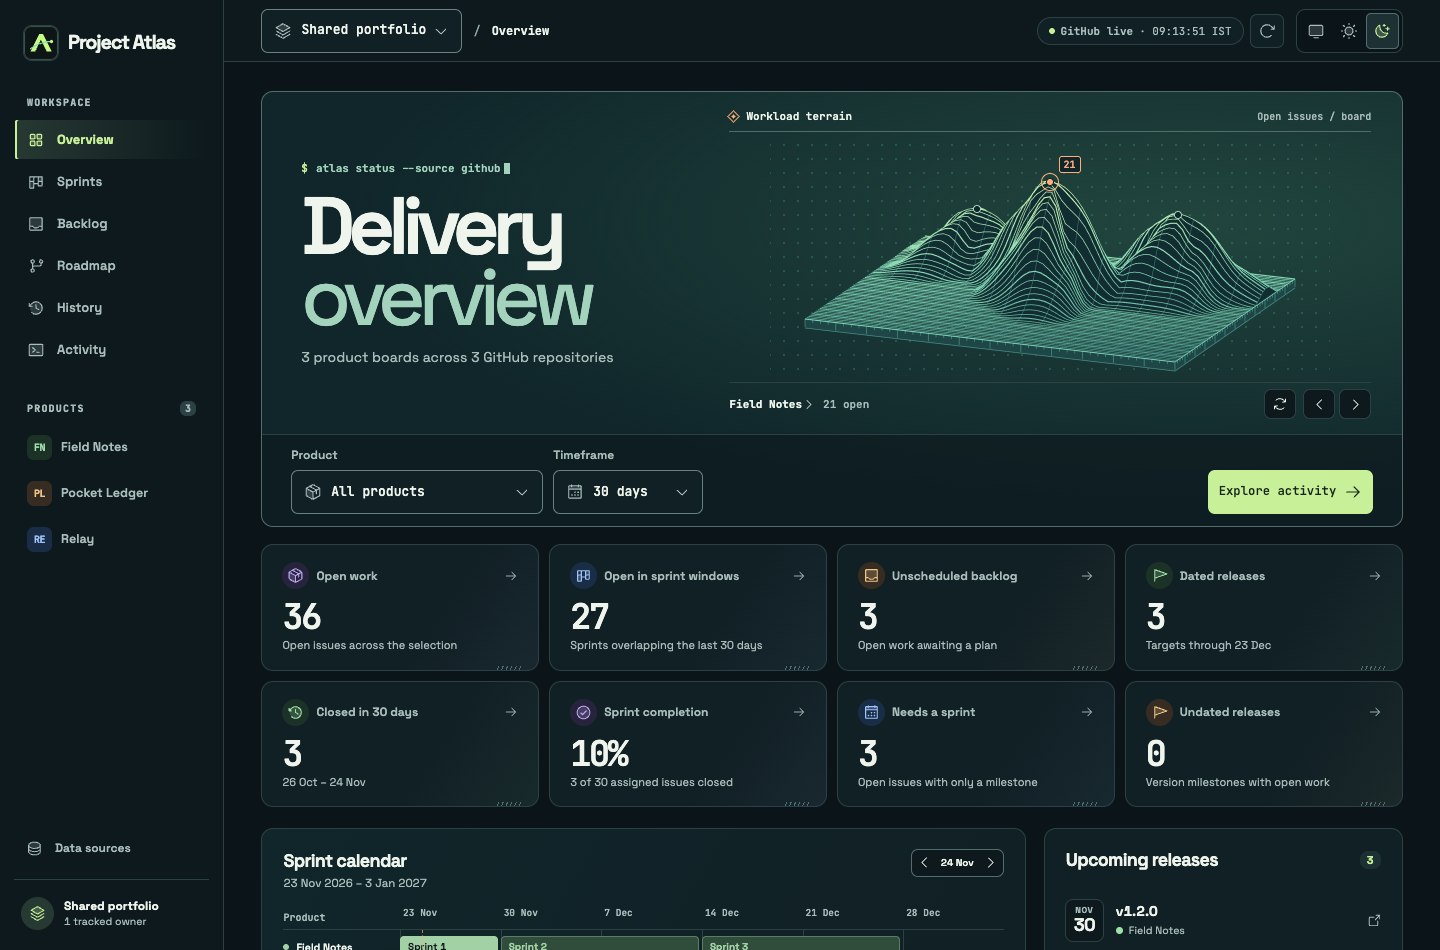 Project Atlas
Shared portfolio
/ Overview
GitHub live · 09:13:51 IST
WORKSPACE
Overview
Sprints
Backlog
Roadmap
History
Activity
PRODUCTS 3
FN Field Notes
PL Pocket Ledger
RE Relay
Data sources
Shared portfolio
1 tracked owner
$ atlas status --source github
Delivery
overview
3 product boards across 3 GitHub repositories
Workload terrain
Open issues / board
21
Field Notes
21 open
Product
All products
Timeframe
30 days
Explore activity
Open work
36
Open issues across the selection
Open in sprint windows
27
Sprints overlapping the last 30 days
Unscheduled backlog
3
Open work awaiting a plan
Dated releases
3
Targets through 23 Dec
Closed in 30 days
3
26 Oct – 24 Nov
Sprint completion
10%
3 of 30 assigned issues closed
Needs a sprint
3
Open issues with only a milestone
Undated releases
0
Version milestones with open work
Sprint calendar
23 Nov 2026 – 3 Jan 2027
24 Nov
Product 23 Nov 30 Nov 7 Dec 14 Dec 21 Dec 28 Dec
Field Notes Sprint 1 Sprint 2 Sprint 3
Upcoming releases
3
NOV
30
v1.2.0
Field Notes